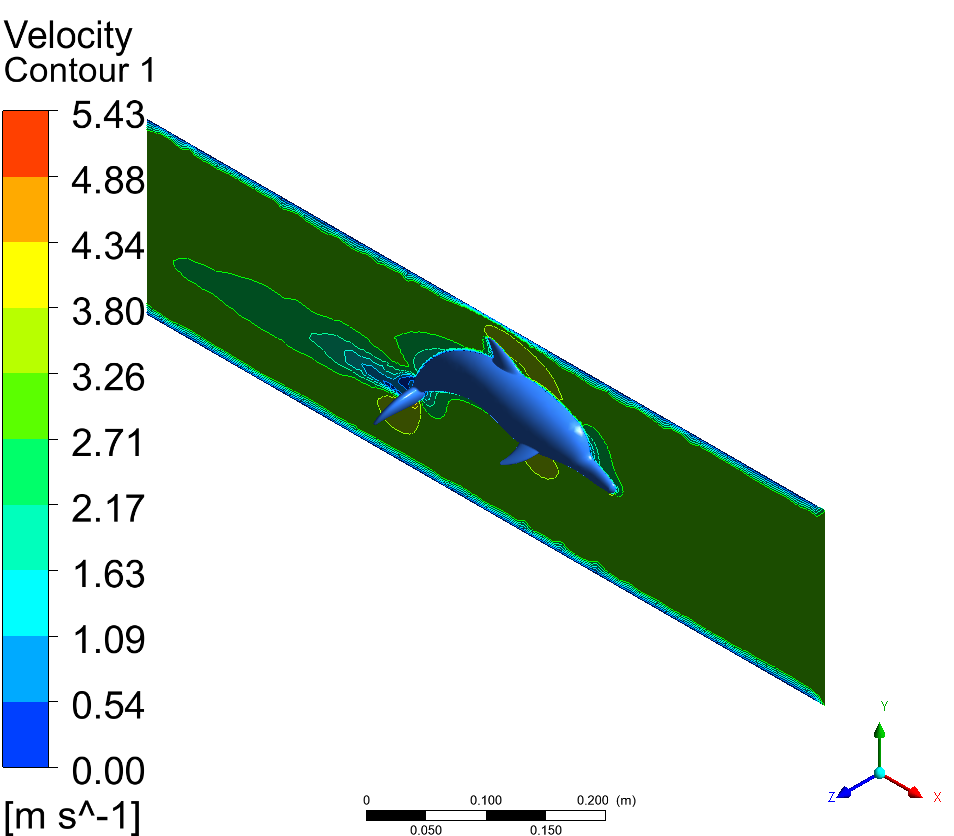 Velocity
Contour 1
5.43
4.88
4.34
3.80
3.26
2.71
2.17
1.63
1.09
0.54
0.00
[m s^-1]
0 0.100 0.200 (m)
0.050 0.150
Y
Z X